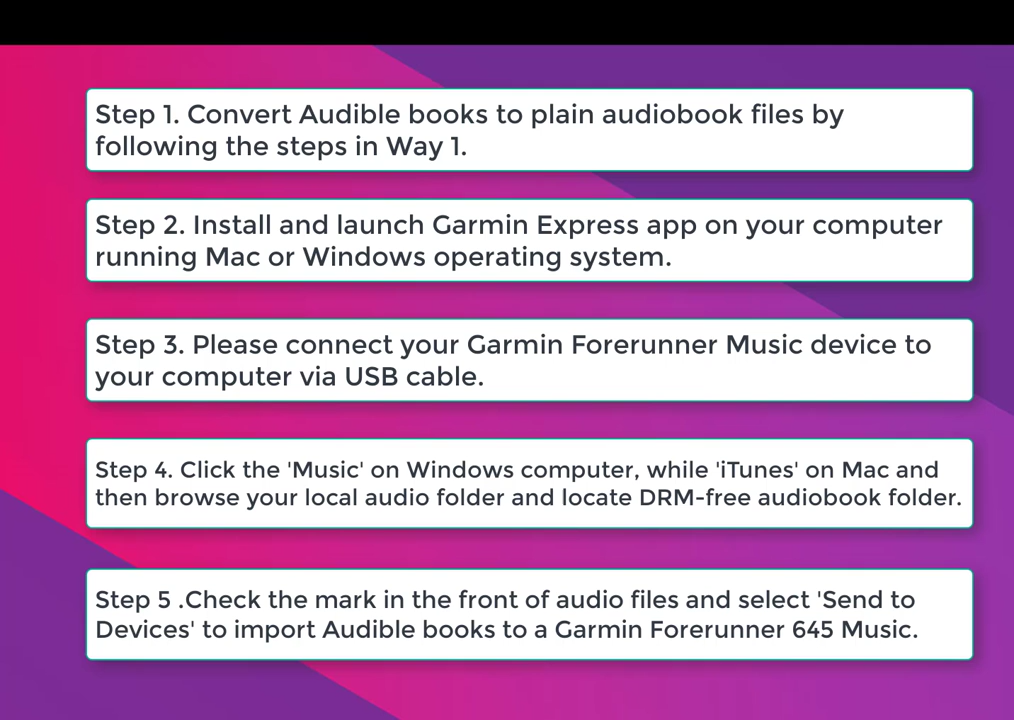 Step 1. Convert Audible books to plain audiobook files by
following the steps in Way 1.
Step 2. Install and launch Garmin Express app on your computer
running Mac or Windows operating system.
Step 3. Please connect your Garmin Forerunner Music device to
your computer via USB cable.
Step 4. Click the 'Music' on Windows computer, while 'iTunes' on Mac and
then browse your local audio folder and locate DRM-free audiobook folder.
Step 5 .Check the mark in the front of audio files and select 'Send to
Devices' to import Audible books to a Garmin Forerunner 645 Music.